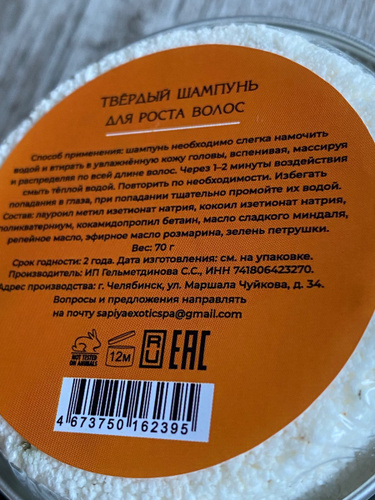 ТВЁРДЫЙ ШАМПУНЬ
ДЛЯ РОСТА ВОЛОС
Способ применения: шампунь необходимо слегка намочить
водой и втирать в увлажнённую кожу головы, вспенивая, массируя
и распределяя по всей длине волос. Через 1-2 минуты воздействия
смыть тёплой водой. Повторить по необходимости. Избегать
попадания в глаза, при попадании тщательно промойте их водой.
Состав: лауроил метил изетионат натрия, кокоил изетионат натрия,
поликватерниум, кокамидопропил бетаин, масло сладкого миндаля,
репейное масло, эфирное масло розмарина, зелень петрушки.
Вес: 70 г
Срок годности: 2 года. Дата изготовления: см. на упаковке.
Производитель: ИП Гельметдинова С.С., ИНН 741806423270.
Адрес производства: г. Челябинск, ул. Маршала Чуйкова, д. 34.
Вопросы и предложения направлять
на почту sapiyaexoticspa@gmail.com
NOT TESTED
ON ANIMALS
12м
RU
EAC
4 673750 162395